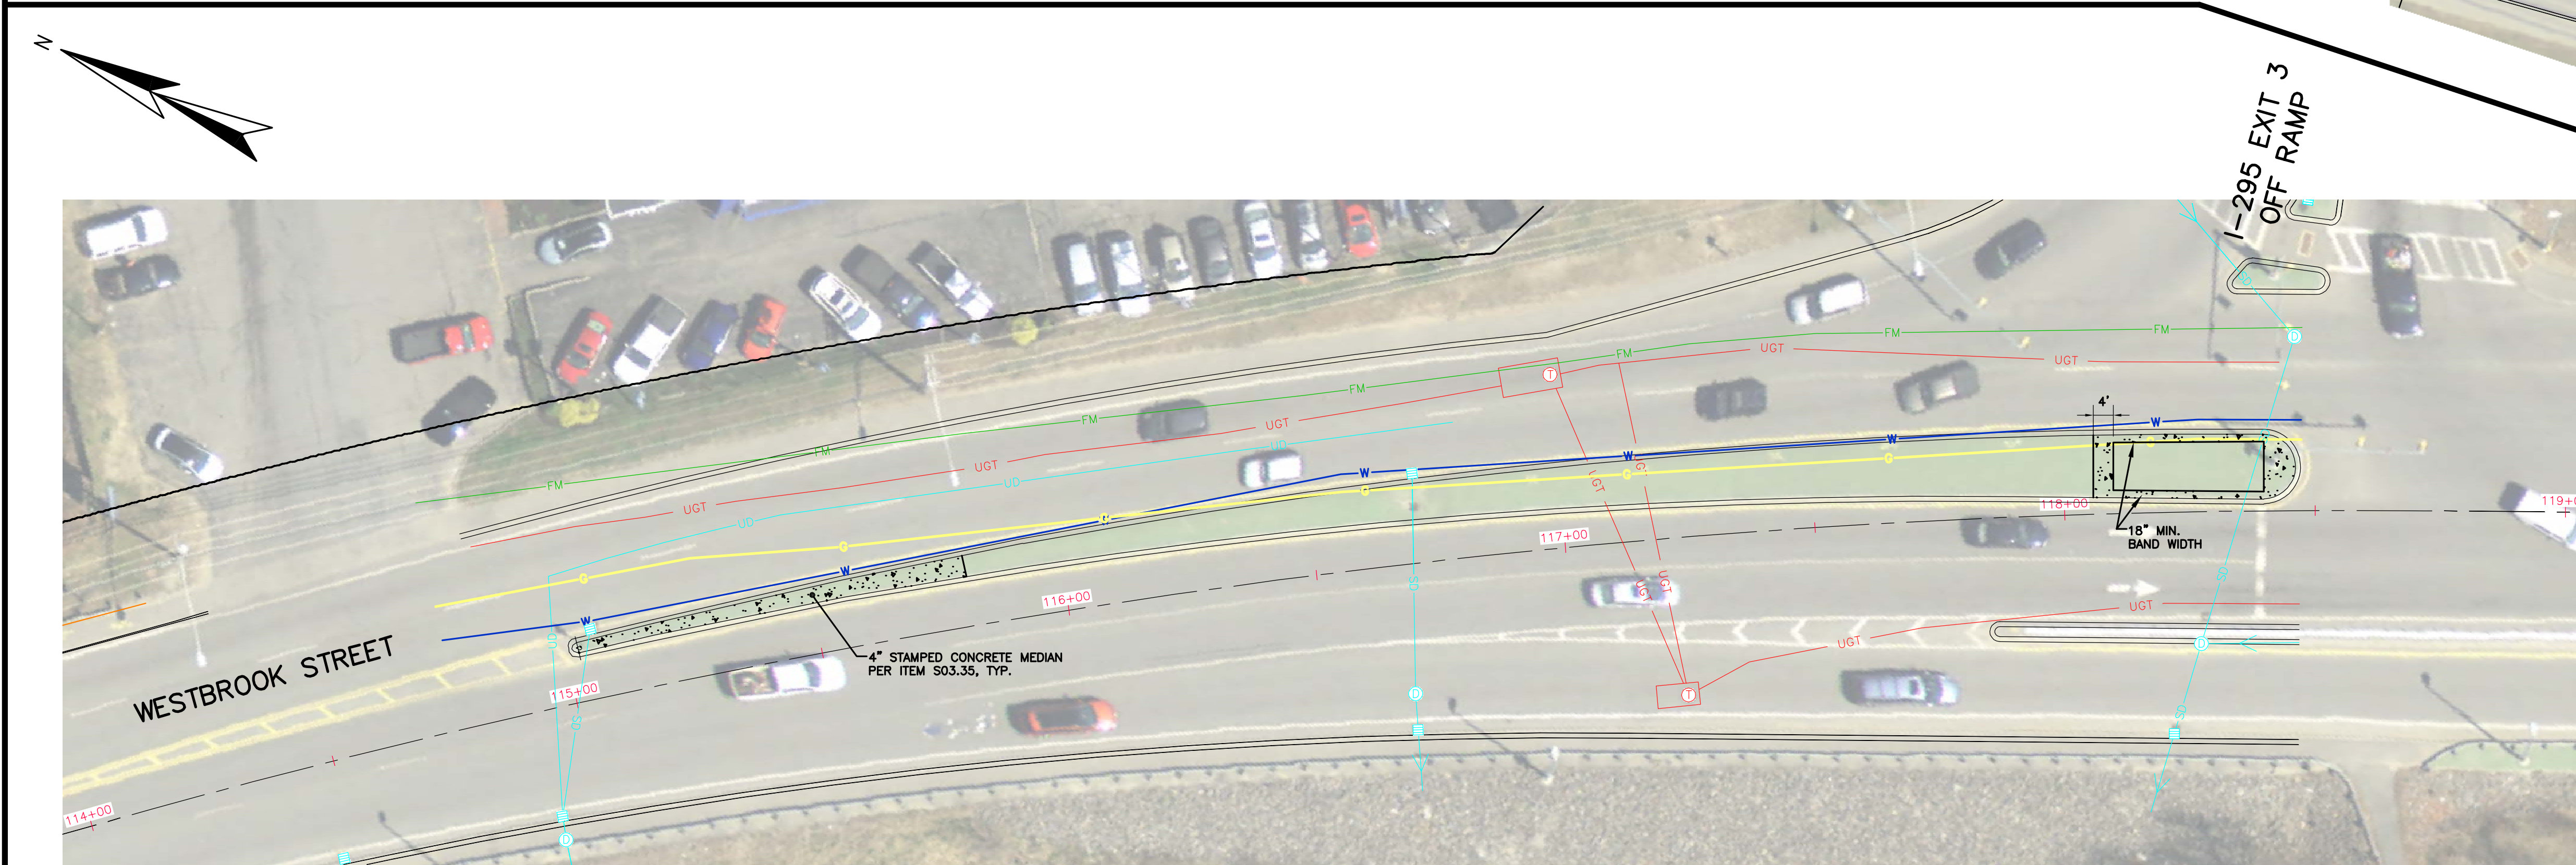 N
I-295 EXIT 3
OFF RAMP
SD
FM FM FM FM FM FM FM
UGT UGT UGT UGT UGT
T
D
4'
W W W W W W
G G G G G G
UD UD UD
UGT UGT
118+00
119+0
18" MIN.
BAND WIDTH
117+00
116+00
115+00
114+00
4" STAMPED CONCRETE MEDIAN
PER ITEM S03.35, TYP.
WESTBROOK STREET
UD
SD
SD
SD
SD
UGT UGT
UGT UGT
T
D
D
D